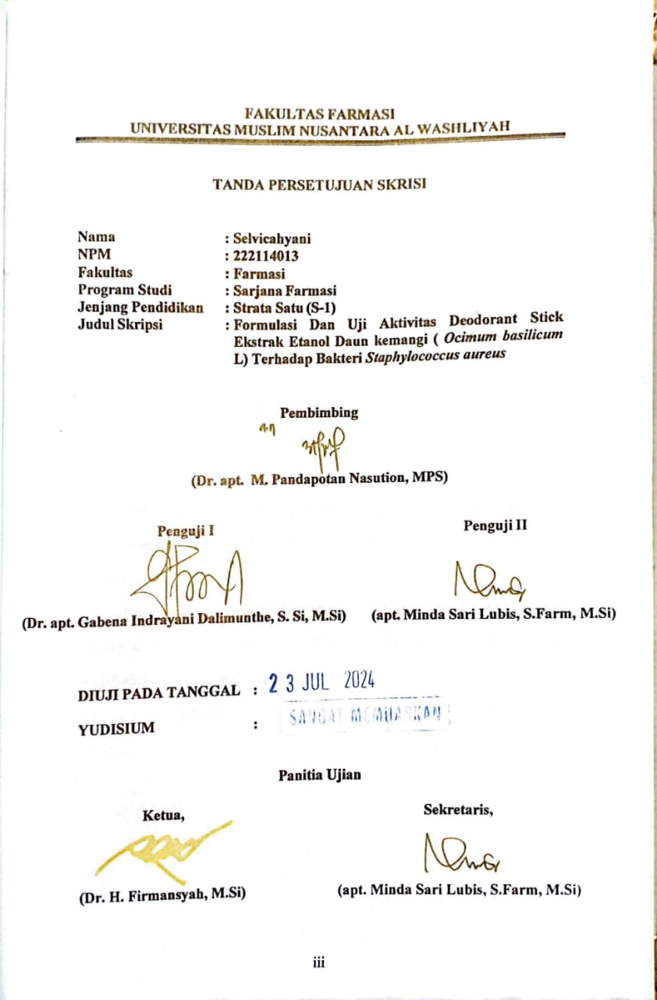 FAKULTAS FARMASI
UNIVERSITAS MUSLIM NUSANTARA AL WASHLIYAH
TANDA PERSETUJUAN SKRISI
Nama : Selvicahyani
NPM : 222114013
Fakultas : Farmasi
Program Studi : Sarjana Farmasi
Jenjang Pendidikan : Strata Satu (S-1)
Judul Skripsi : Formulasi Dan Uji Aktivitas Deodorant Stick
Ekstrak Etanol Daun kemangi ( Ocimum basilicum
L) Terhadap Bakteri Staphylococcus aureus
Pembimbing
(Dr. apt. M. Pandapotan Nasution, MPS)
Penguji I Penguji II
(Dr. apt. Gabena Indrayani Dalimunthe, S. Si, M.Si) (apt. Minda Sari Lubis, S.Farm, M.Si)
DIUJI PADA TANGGAL : 23 JUL 2024
YUDISIUM : SANGAT MEMUASKAN
Panitia Ujian
Ketua, Sekretaris,
(Dr. H. Firmansyah, M.Si) (apt. Minda Sari Lubis, S.Farm, M.Si)
iii